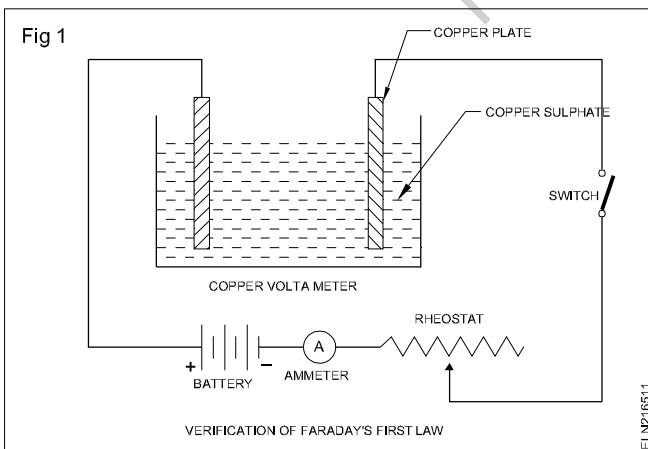 Fig 1
COPPER PLATE
COPPER SULPHATE
SWITCH
COPPER VOLTA METER
RHEOSTAT
A
+
–
BATTERY
AMMETER
VERIFICATION OF FARADAY'S FIRST LAW
ELN216511